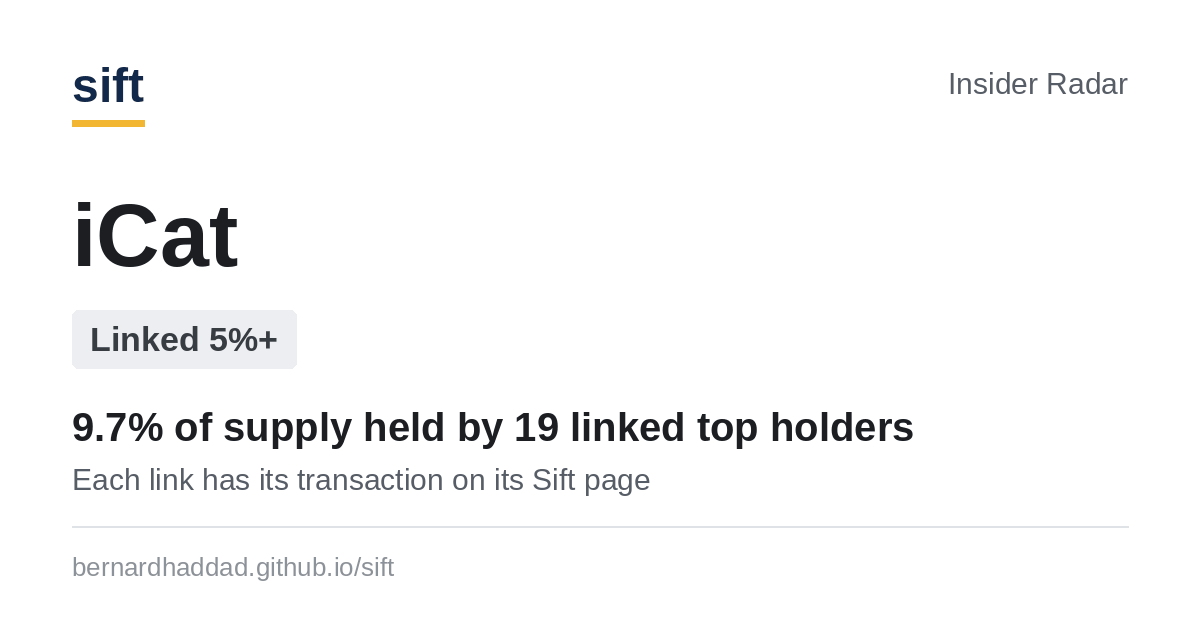 sift
Insider Radar
iCat
Linked 5%+
9.7% of supply held by 19 linked top holders
Each link has its transaction on its Sift page
bernardhaddad.github.io/sift